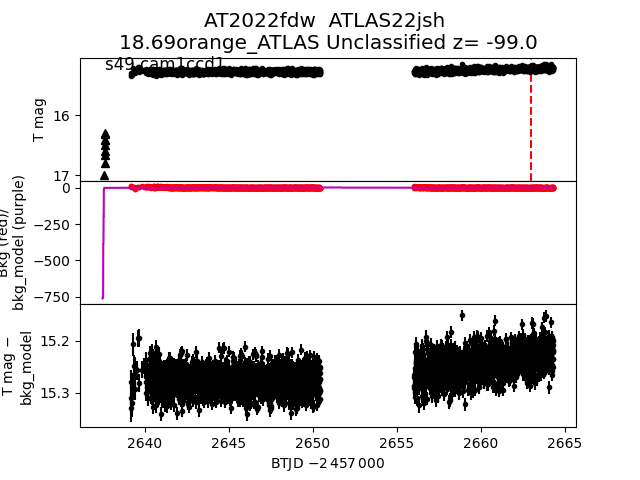 AT2022fdw ATLAS22jsh
18.69orange_ATLAS Unclassified z= -99.0
s49 cam1ccd1
T mag
16
17
Bkg (red)/
bkg_model (purple)
0
−250
−500
−750
T mag −
bkg_model
15.2
15.3
2640 2645 2650 2655 2660 2665
BTJD −2 457 000